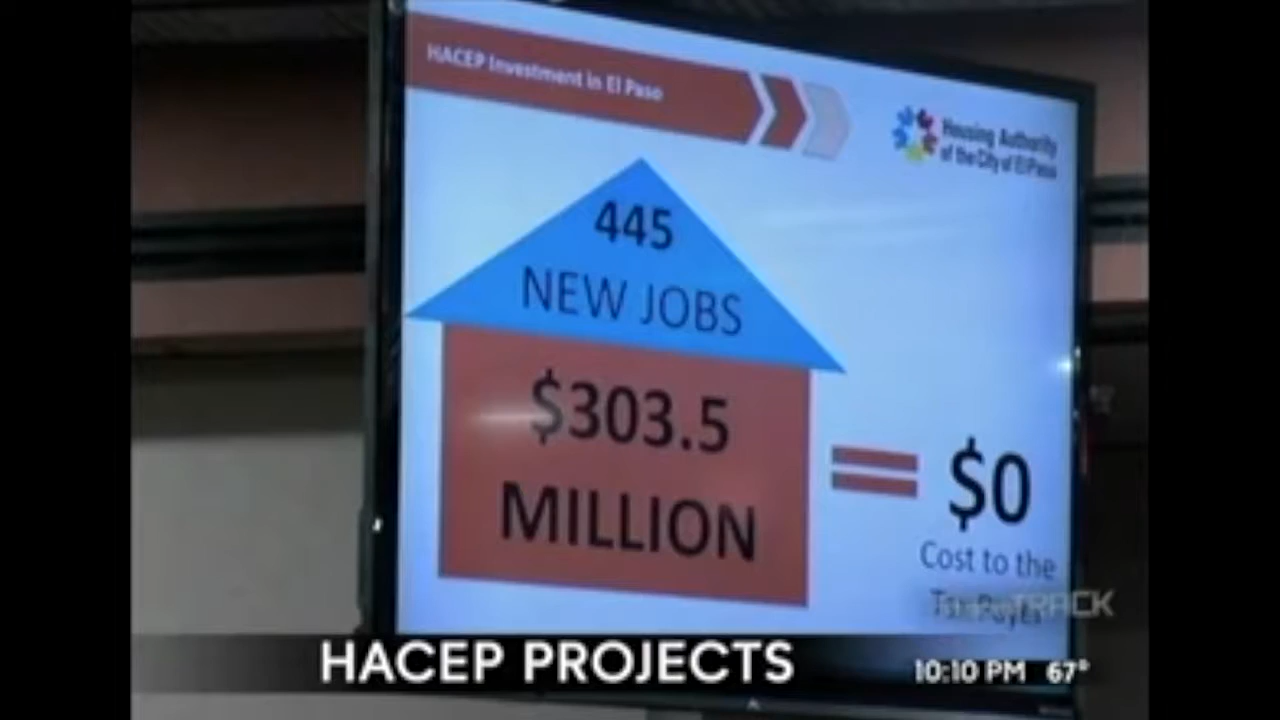 HACEP Investment in El Paso
Housing Authority
of the City of El Paso
445
NEW JOBS
$303.5
MILLION
=
$0
Cost to the
HACEP PROJECTS
10:10 PM 67°